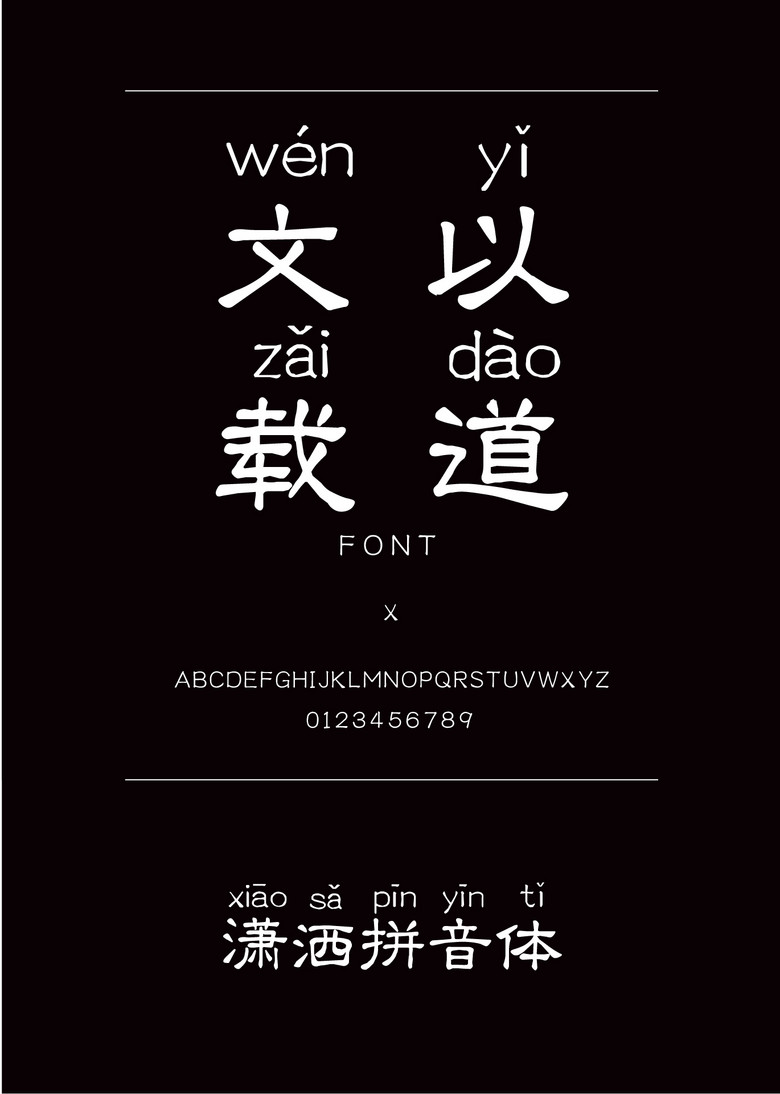 wén yǐ
文以
zǎi dào
载道
FONT
X
ABCDEFGHIJKLMNOPQRSTUVWXYZ
0123456789
xiāo sǎ pīn yīn tǐ
潇洒拼音体